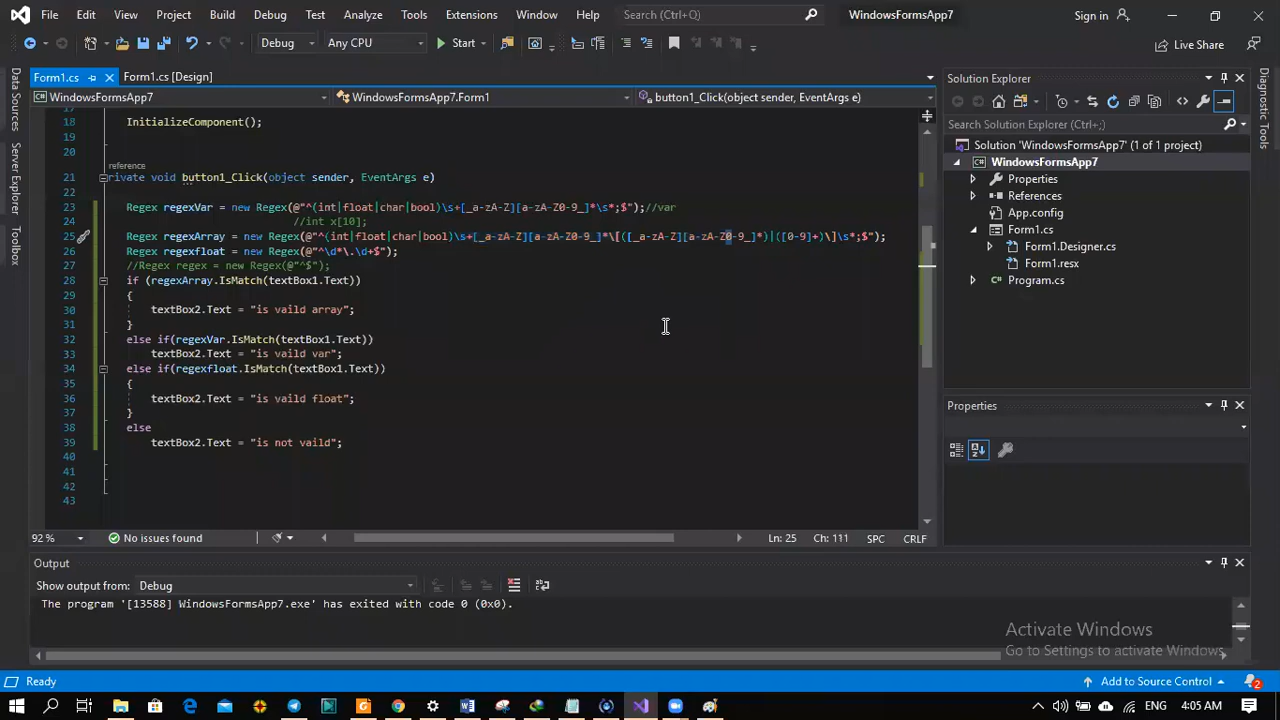 File Edit View Project Build Debug Test Analyze Tools Extensions Window Help Search (Ctrl+Q) WindowsFormsApp7 Sign in
Debug Any CPU Start Live Share
Data Sources
Server Explorer
Toolbox
Form1.cs Form1.cs [Design]
WindowsFormsApp7 WindowsFormsApp7.Form1 button1_Click(object sender, EventArgs e)
18 InitializeComponent();
19
20
reference
21 rivate void button1_Click(object sender, EventArgs e)
22
23 Regex regexVar = new Regex(@"^(int|float|char|bool)\s+[_a-zA-Z][a-zA-Z0-9_]*\s*;$");//var
24 //int x[10];
25 Regex regexArray = new Regex(@"^(int|float|char|bool)\s+[_a-zA-Z][a-zA-Z0-9_]*\[([_a-zA-Z][a-zA-Z0-9_]*)|([0-9]+)\]\s*;$");
26 Regex regexfloat = new Regex(@"^\d*\.\d+$");
27 //Regex regex = new Regex(@"^$");
28 if (regexArray.IsMatch(textBox1.Text))
29 {
30 textBox2.Text = "is vaild array";
31 }
32 else if(regexVar.IsMatch(textBox1.Text))
33 textBox2.Text = "is vaild var";
34 else if(regexfloat.IsMatch(textBox1.Text))
35 {
36 textBox2.Text = "is vaild float";
37 }
38 else
39 textBox2.Text = "is not vaild";
40
41
42
43
92 % No issues found Ln: 25 Ch: 111 SPC CRLF
Output
Show output from: Debug
The program '[13588] WindowsFormsApp7.exe' has exited with code 0 (0x0).
Solution Explorer
Search Solution Explorer (Ctrl+;)
Solution 'WindowsFormsApp7' (1 of 1 project)
WindowsFormsApp7
Properties
References
App.config
Form1.cs
Form1.Designer.cs
Form1.resx
Program.cs
Properties
Diagnostic Tools
Activate Windows
Go to Settings to activate Windows.
Ready Add to Source Control 2
4:05 AM